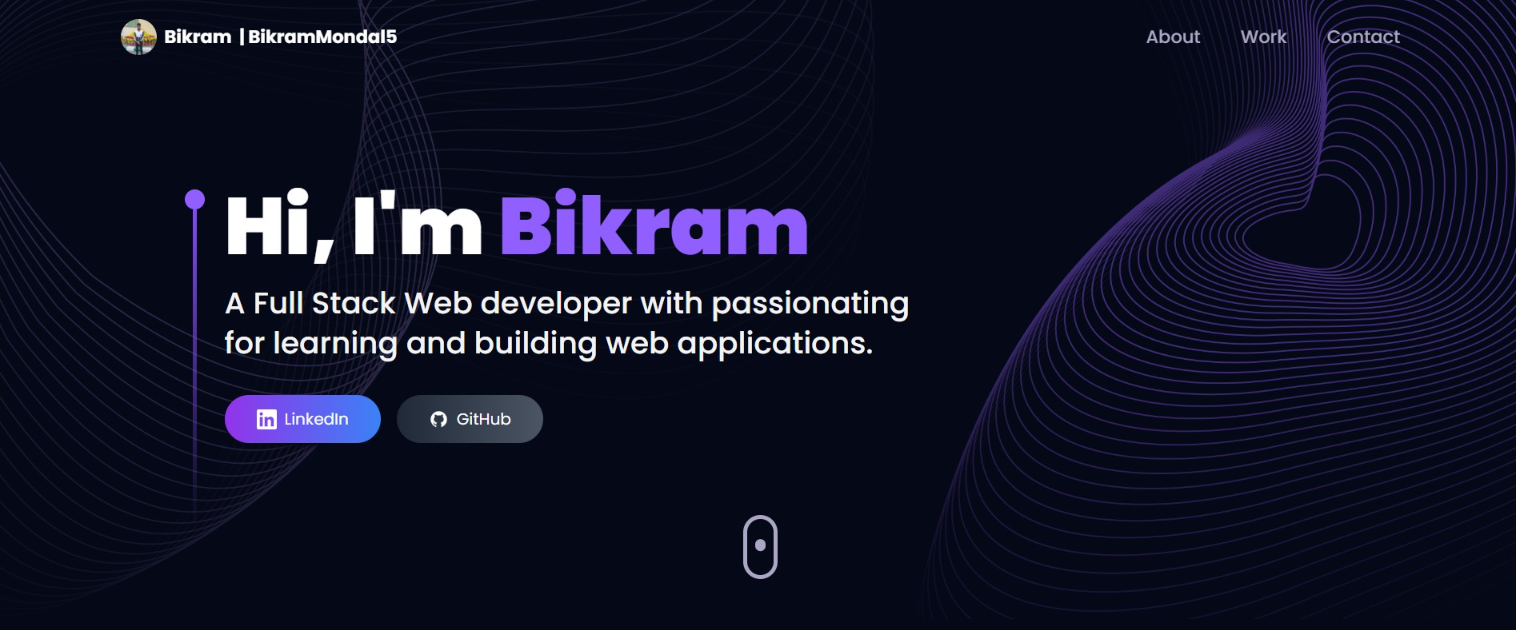 Bikram | BikramMondal5
About Work Contact
Hi, I'm Bikram
A Full Stack Web developer with passionating
for learning and building web applications.
in LinkedIn GitHub